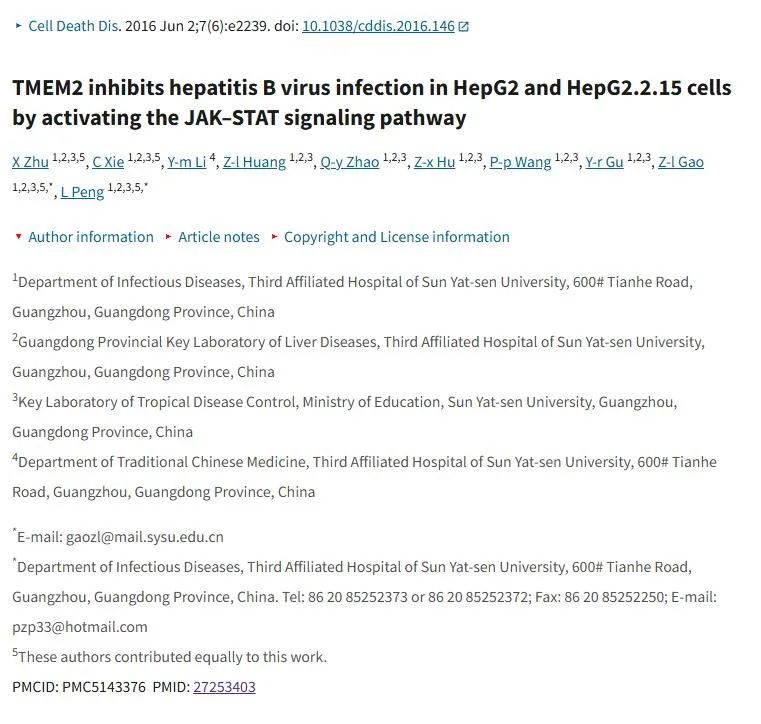 Cell Death Dis. 2016 Jun 2;7(6):e2239. doi: 10.1038/cddis.2016.146
TMEM2 inhibits hepatitis B virus infection in HepG2 and HepG2.2.15 cells
by activating the JAK–STAT signaling pathway
X Zhu 1,2,3,5, C Xie 1,2,3,5, Y-m Li 4, Z-l Huang 1,2,3, Q-y Zhao 1,2,3, Z-x Hu 1,2,3, P-p Wang 1,2,3, Y-r Gu 1,2,3, Z-l Gao
1,2,3,5,*, L Peng 1,2,3,5,*
Author information Article notes Copyright and License information
1Department of Infectious Diseases, Third Affiliated Hospital of Sun Yat-sen University, 600# Tianhe Road,
Guangzhou, Guangdong Province, China
2Guangdong Provincial Key Laboratory of Liver Diseases, Third Affiliated Hospital of Sun Yat-sen University,
Guangzhou, Guangdong Province, China
3Key Laboratory of Tropical Disease Control, Ministry of Education, Sun Yat-sen University, Guangzhou,
Guangdong Province, China
4Department of Traditional Chinese Medicine, Third Affiliated Hospital of Sun Yat-sen University, 600# Tianhe
Road, Guangzhou, Guangdong Province, China
*E-mail: gaozl@mail.sysu.edu.cn
*Department of Infectious Diseases, Third Affiliated Hospital of Sun Yat-sen University, 600# Tianhe Road,
Guangzhou, Guangdong Province, China. Tel: 86 20 85252373 or 86 20 85252372; Fax: 86 20 85252250; E-mail:
pzp33@hotmail.com
5These authors contributed equally to this work.
PMCID: PMC5143376 PMID: 27253403